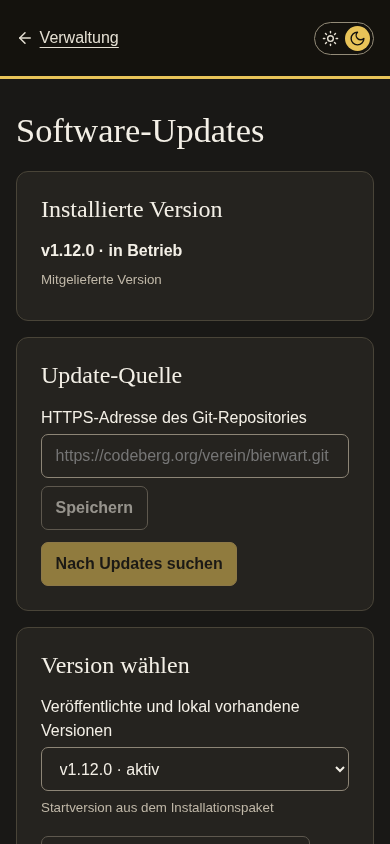 Verwaltung
Software-Updates
Installierte Version
v1.12.0 · in Betrieb
Mitgelieferte Version
Update-Quelle
HTTPS-Adresse des Git-Repositories
https://codeberg.org/verein/bierwart.git
Speichern
Nach Updates suchen
Version wählen
Veröffentlichte und lokal vorhandene
Versionen
v1.12.0 · aktiv
Startversion aus dem Installationspaket